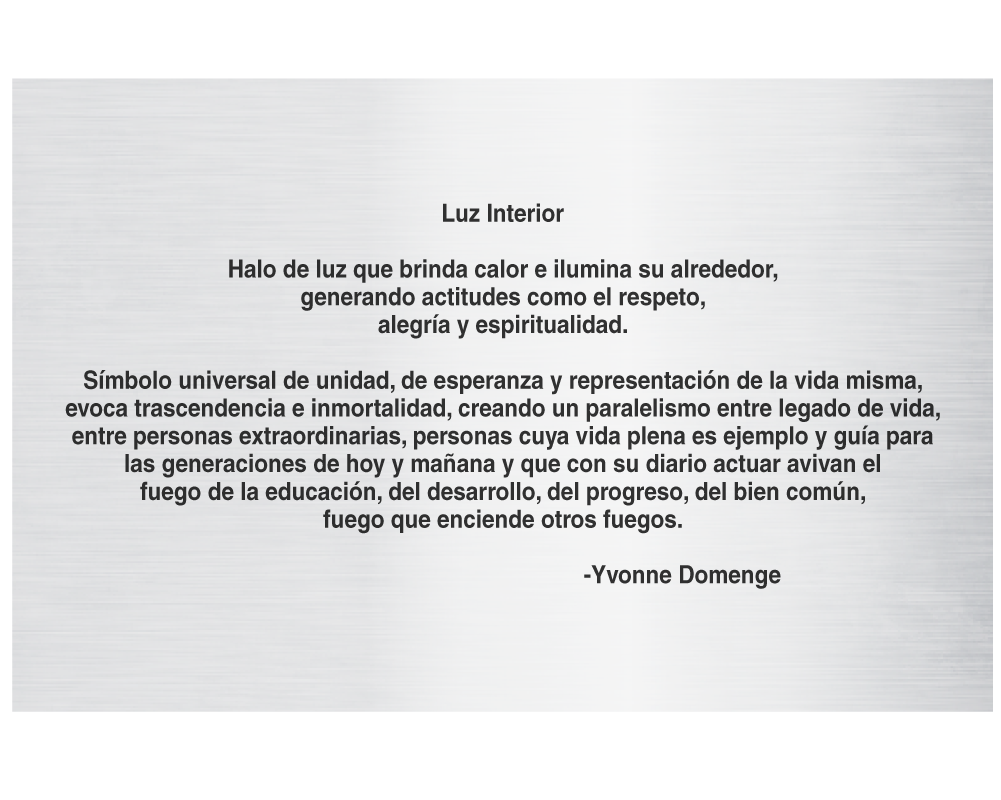 Luz Interior
Halo de luz que brinda calor e ilumina su alrededor,
generando actitudes como el respeto,
alegría y espiritualidad.
Símbolo universal de unidad, de esperanza y representación de la vida misma,
evoca trascendencia e inmortalidad, creando un paralelismo entre legado de vida,
entre personas extraordinarias, personas cuya vida plena es ejemplo y guía para
las generaciones de hoy y mañana y que con su diario actuar avivan el
fuego de la educación, del desarrollo, del progreso, del bien común,
fuego que enciende otros fuegos.
-Yvonne Domenge